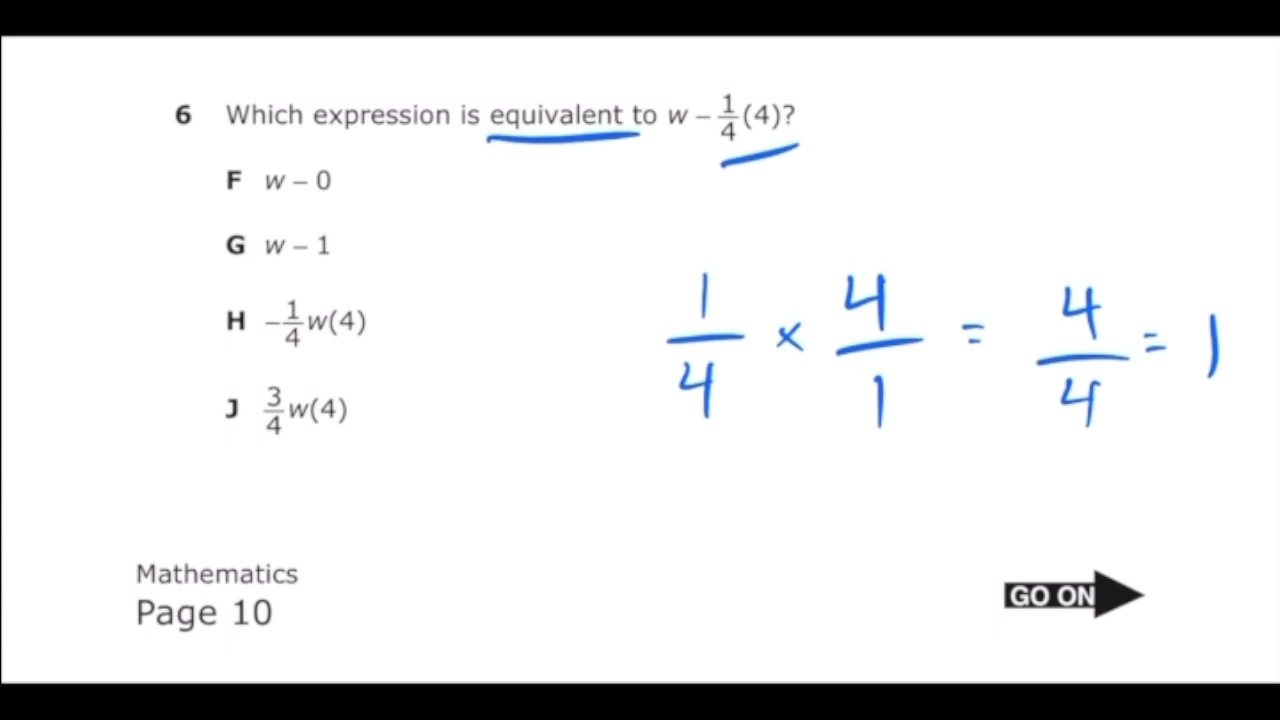 6 Which expression is equivalent to w – 1/4(4)?
F w – 0
G w – 1
H –1/4w(4)
J 3/4w(4)
1/4 × 4/1 = 4/4 = 1
Mathematics
Page 10
GO ON